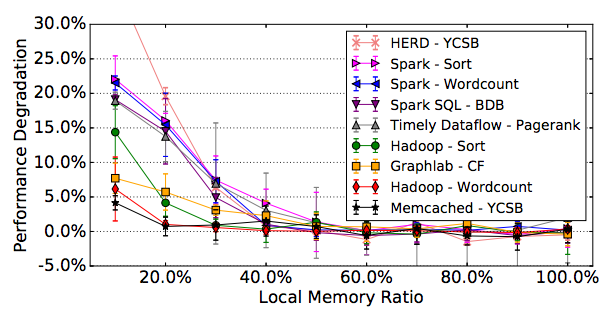 30.0%
25.0%
20.0%
15.0%
10.0%
5.0%
0.0%
-5.0%
Performance Degradation
HERD - YCSB
Spark - Sort
Spark - Wordcount
Spark SQL - BDB
Timely Dataflow - Pagerank
Hadoop - Sort
Graphlab - CF
Hadoop - Wordcount
Memcached - YCSB
20.0% 40.0% 60.0% 80.0% 100.0%
Local Memory Ratio